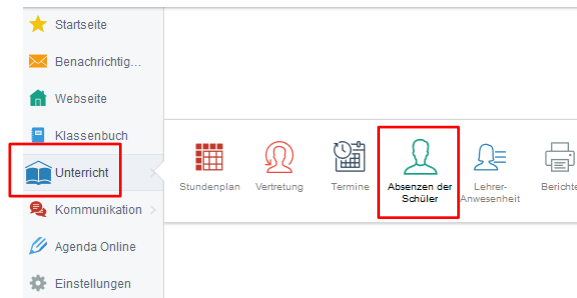 Startseite
Benachrichtig...
Webseite
Klassenbuch
Unterricht
Kommunikation
Agenda Online
Einstellungen
Stundenplan
Vertretung
Termine
Absenzen der
Schüler
Lehrer-
Anwesenheit
Berichte